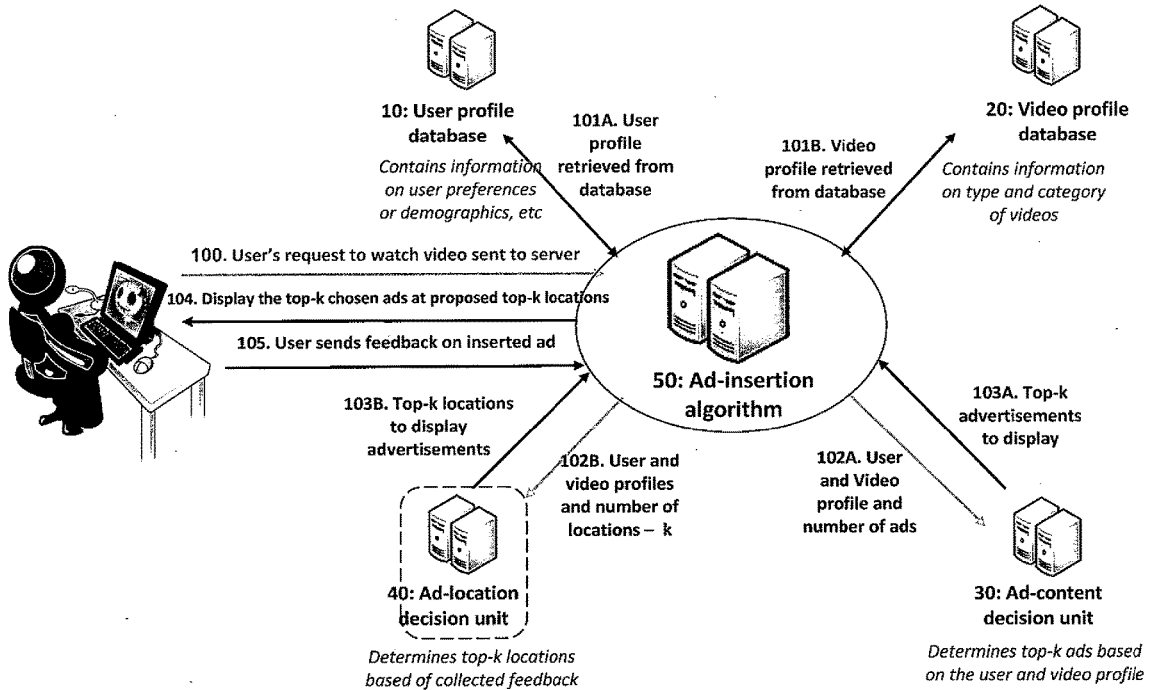 10: User profile
database
Contains information
on user preferences
or demographics, etc
101A. User
profile
retrieved from
database
101B. Video
profile retrieved
from database
20: Video profile
database
Contains information
on type and category
of videos
100. User's request to watch video sent to server
104. Display the top-k chosen ads at proposed top-k locations
105. User sends feedback on inserted ad
50: Ad-insertion
algorithm
103B. Top-k locations
to display
advertisements
102B. User and
video profiles
and number of
locations – k
102A. User
and Video
profile and
number of ads
103A. Top-k
advertisements
to display
40: Ad-location
decision unit
Determines top-k locations
based of collected feedback
30: Ad-content
decision unit
Determines top-k ads based
on the user and video profile